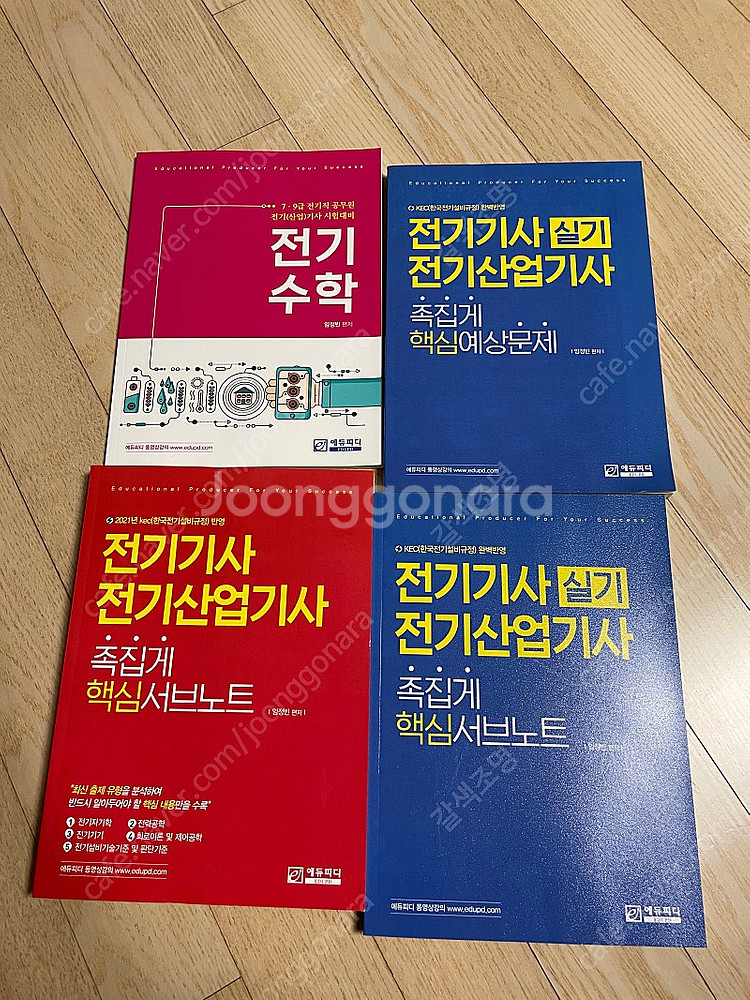 Educational Producer For Your Success
7·9급 전기직 공무원
전기(산업)기사 시험대비
전기
수학
임정빈 편저
에듀피디 동영상강의 www.edupd.com
에듀피디
Educational Producer For Your Success
KEC(한국전기설비규정) 완벽반영
전기기사 실기
전기산업기사
족집게
핵심예상문제
임정빈 편저
에듀피디 동영상강의 www.edupd.com
에듀피디
Educational Producer For Your Success
2021년 kec(한국전기설비규정) 반영
전기기사
전기산업기사
족집게
핵심서브노트
임정빈 편저
"최신 출제 유형을 분석하여
반드시 알아두어야 할 핵심 내용만을 수록"
1 전기자기학 2 전력공학
3 전기기기 4 회로이론 및 제어공학
5 전기설비기술기준 및 판단기준
에듀피디 동영상강의 www.edupd.com
에듀피디
Educational Producer For Your Success
KEC(한국전기설비규정) 완벽반영
전기기사 실기
전기산업기사
족집게
핵심서브노트
임정빈 편저
에듀피디 동영상강의 www.edupd.com
에듀피디
Joonggonara
cafe.naver.com/joonggonara
갈색조명